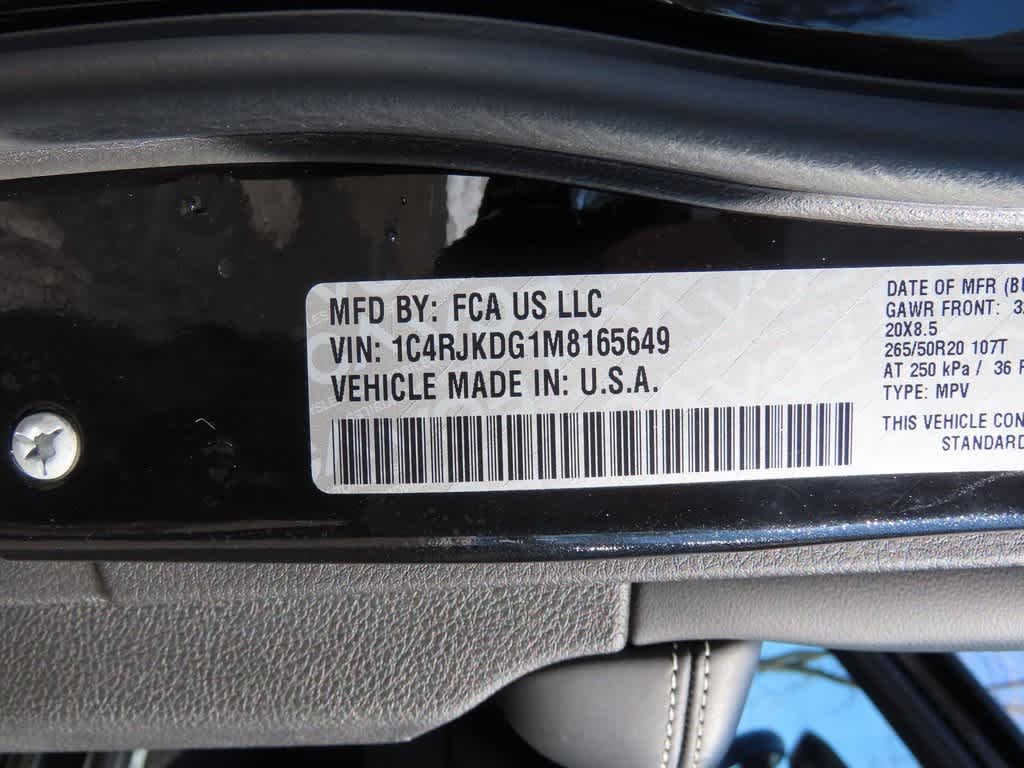 MFD BY: FCA US LLC
VIN: 1C4RJKDG1M8165649
VEHICLE MADE IN: U.S.A.
DATE OF MFR
GAWR FRONT:
20X8.5
265/50R20 107T
AT 250 kPa / 36
TYPE: MPV
THIS VEHICLE
STANDARD